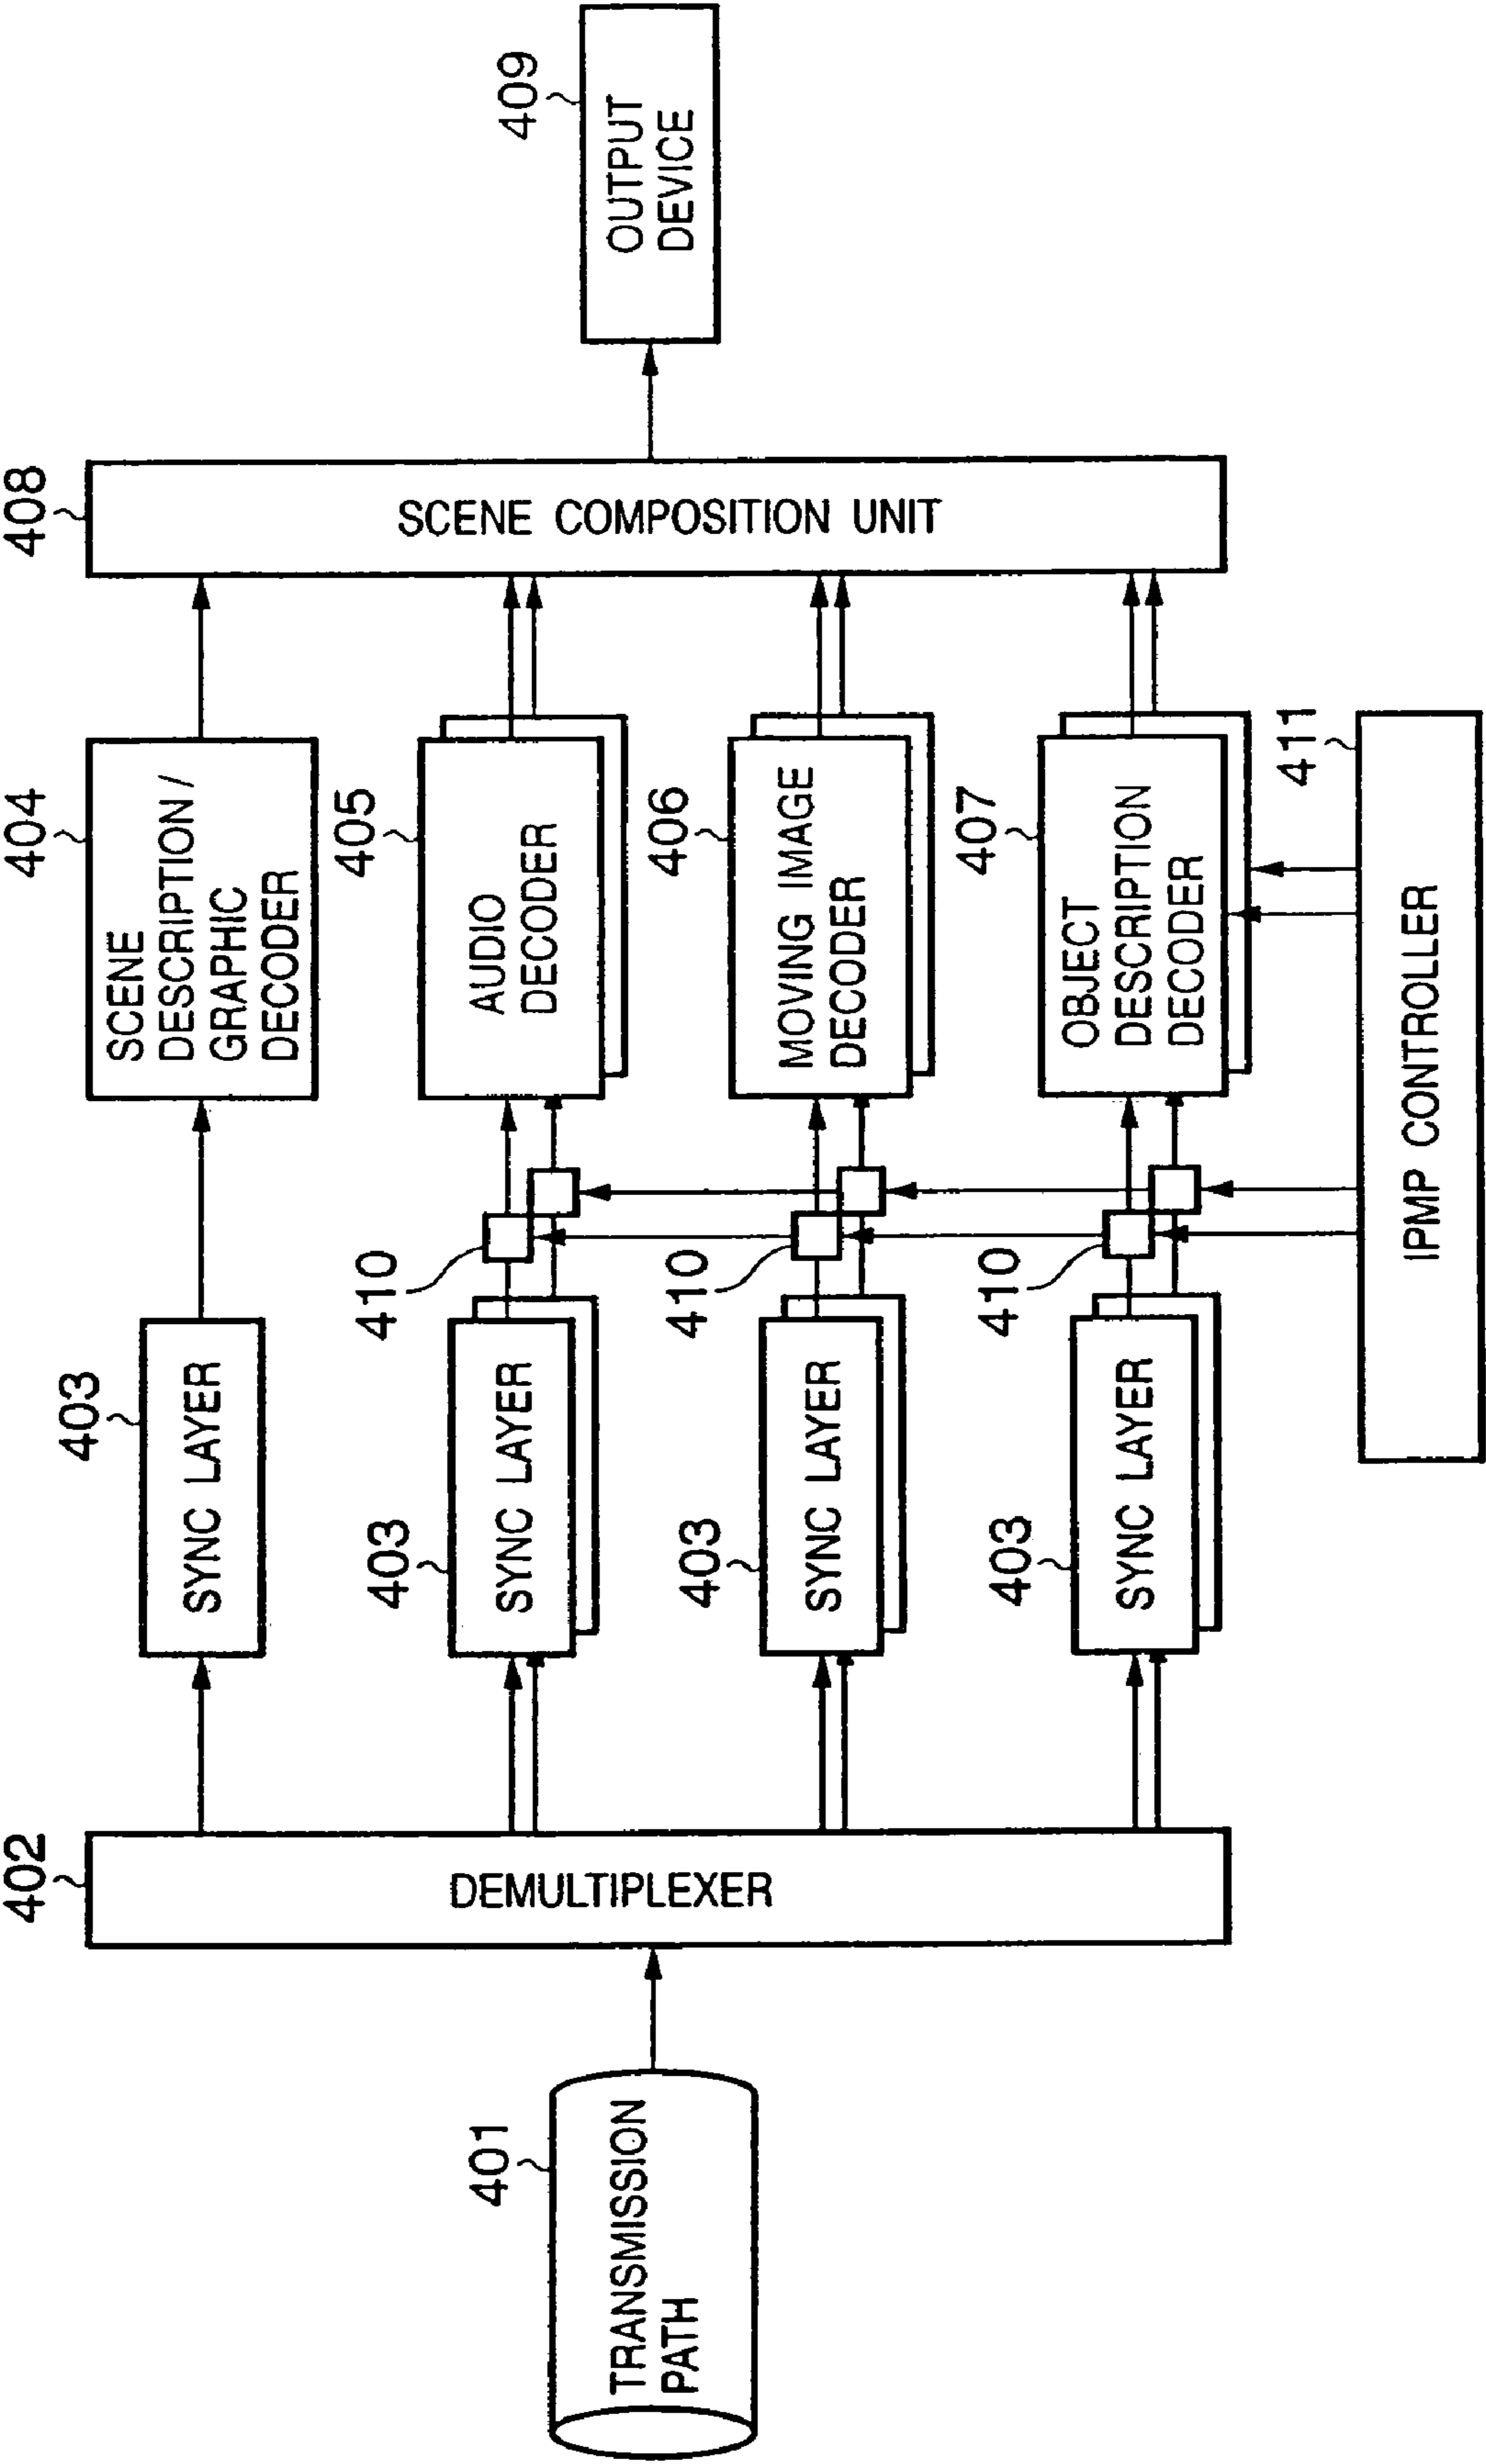 401
TRANSMISSION
PATH
402
DEMULTIPLEXER
403
SYNC LAYER
403
SYNC LAYER
403
SYNC LAYER
403
SYNC LAYER
410
410
410
404
SCENE
DESCRIPTION /
GRAPHIC
DECODER
405
AUDIO
DECODER
406
MOVING IMAGE
DECODER
407
OBJECT
DESCRIPTION
DECODER
411
IPMP CONTROLLER
408
SCENE COMPOSITION UNIT
409
OUTPUT
DEVICE